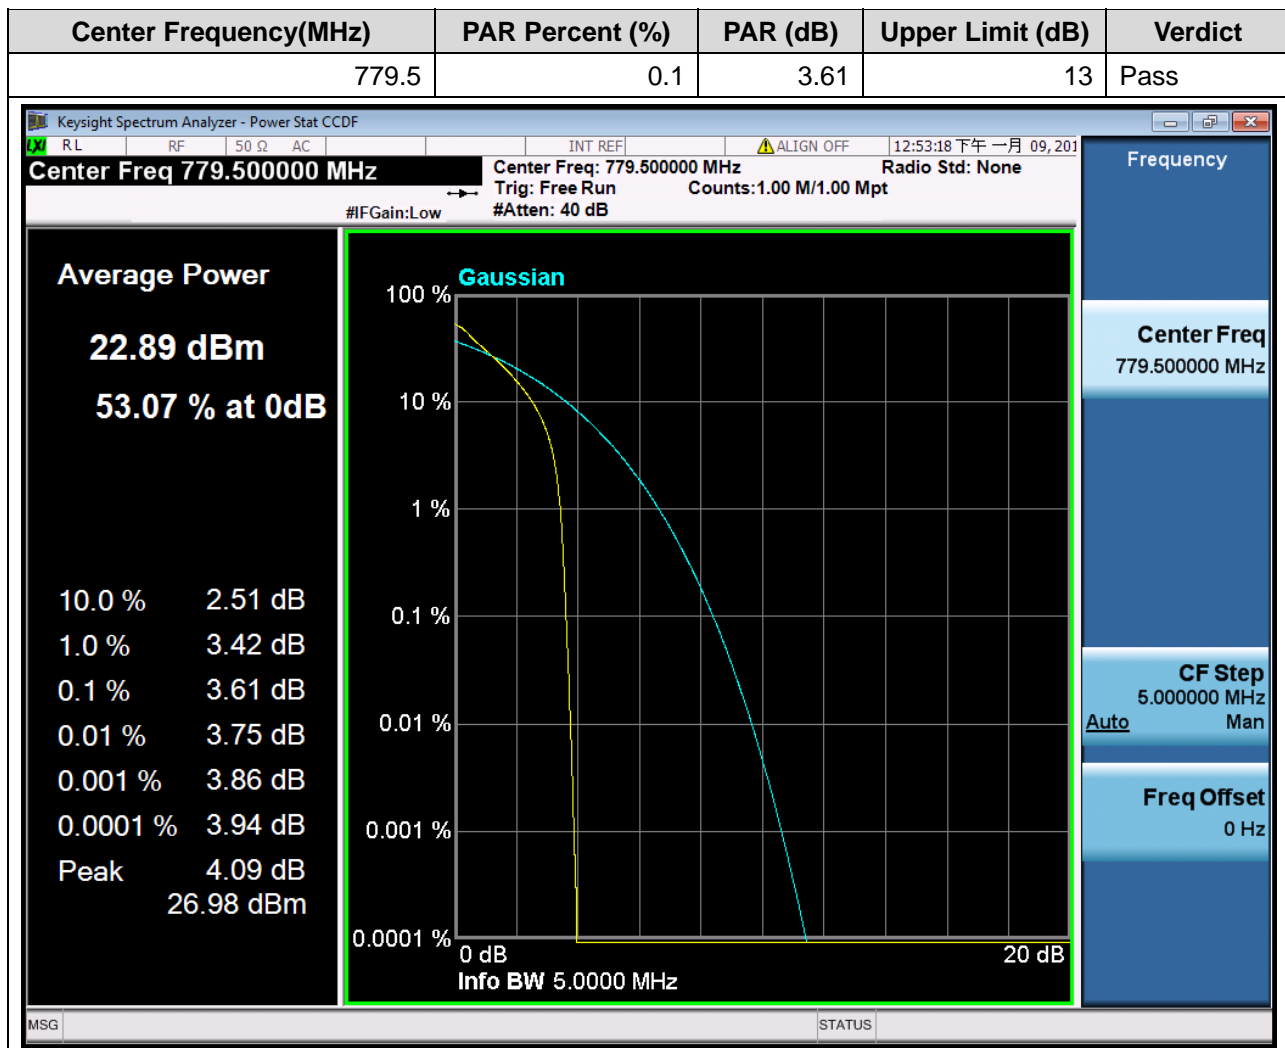 Center Frequency(MHz) PAR Percent (%) PAR (dB) Upper Limit (dB) Verdict
779.5 0.1 3.61 13 Pass
Keysight Spectrum Analyzer - Power Stat CCDF
LXI RL RF 50 Ω AC INT REF ALIGN OFF 12:53:18 下午 一月 09, 201
Center Freq 779.500000 MHz
Center Freq: 779.500000 MHz Radio Std: None
Trig: Free Run Counts:1.00 M/1.00 Mpt
#IFGain:Low #Atten: 40 dB
Average Power
22.89 dBm
53.07 % at 0dB
10.0 % 2.51 dB
1.0 % 3.42 dB
0.1 % 3.61 dB
0.01 % 3.75 dB
0.001 % 3.86 dB
0.0001 % 3.94 dB
Peak 4.09 dB
26.98 dBm
Gaussian
100 %
10 %
1 %
0.1 %
0.01 %
0.001 %
0.0001 %
0 dB 20 dB
Info BW 5.0000 MHz
Frequency
Center Freq
779.500000 MHz
CF Step
5.000000 MHz
Auto Man
Freq Offset
0 Hz
MSG STATUS